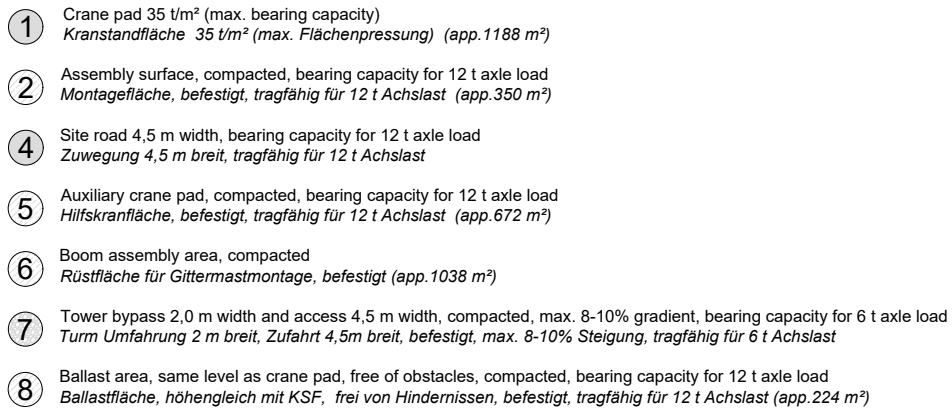 1 Crane pad 35 t/m² (max. bearing capacity)
Kranstandfläche 35 t/m² (max. Flächenpressung) (app.1188 m²)
2 Assembly surface, compacted, bearing capacity for 12 t axle load
Montagefläche, befestigt, tragfähig für 12 t Achslast (app.350 m²)
4 Site road 4,5 m width, bearing capacity for 12 t axle load
Zuwegung 4,5 m breit, tragfähig für 12 t Achslast
5 Auxiliary crane pad, compacted, bearing capacity for 12 t axle load
Hilfskranfläche, befestigt, tragfähig für 12 t Achslast (app.672 m²)
6 Boom assembly area, compacted
Rüstfläche für Gittermastmontage, befestigt (app.1038 m²)
7 Tower bypass 2,0 m width and access 4,5 m width, compacted, max. 8-10% gradient, bearing capacity for 6 t axle load
Turm Umfahrung 2 m breit, Zufahrt 4,5m breit, befestigt, max. 8-10% Steigung, tragfähig für 6 t Achslast
8 Ballast area, same level as crane pad, free of obstacles, compacted, bearing capacity for 12 t axle load
Ballastfläche, höhengleich mit KSF, frei von Hindernissen, befestigt, tragfähig für 12 t Achslast (app.224 m²)